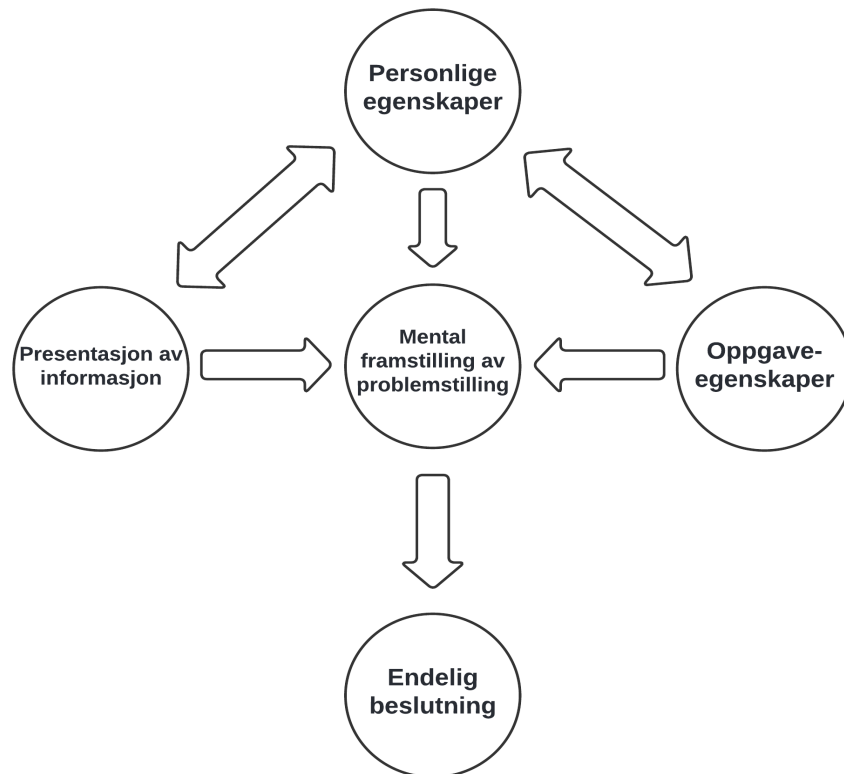 Personlige
egenskaper
Presentasjon av
informasjon
Mental
framstilling av
problemstilling
Oppgave-
egenskaper
Endelig
beslutning